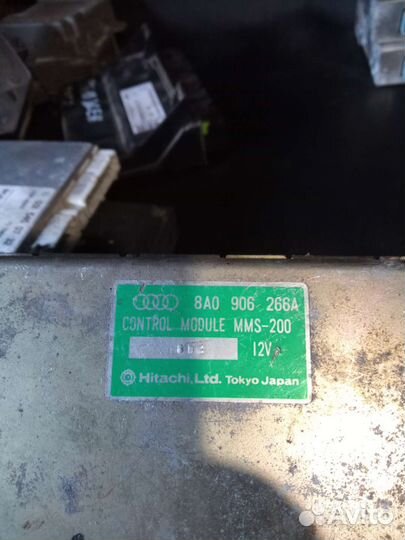 8A0 906 266A
CONTROL MODULE MMS-200
12V
Hitachi, Ltd. Tokyo Japan
Avito